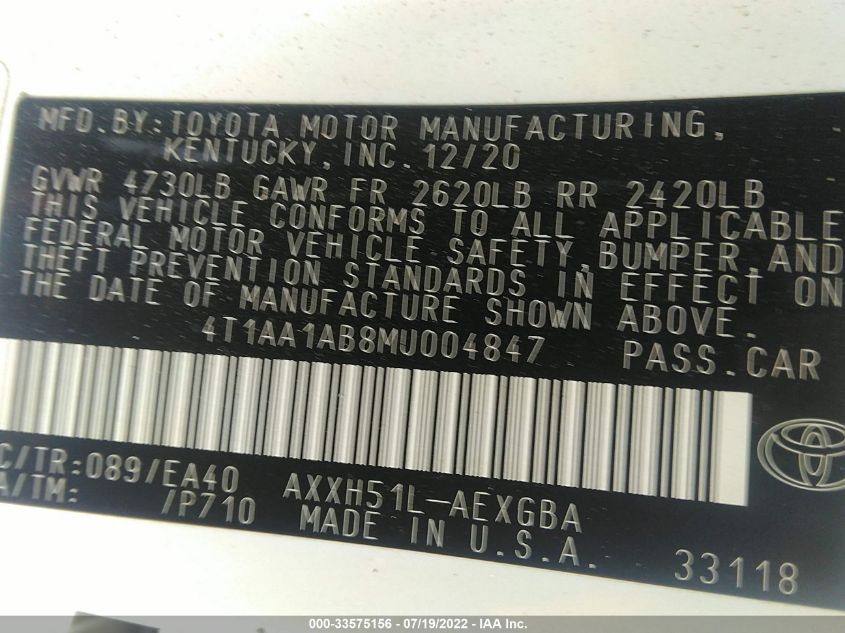 MFD. BY: TOYOTA MOTOR MANUFACTURING,
KENTUCKY, INC. 12/20
GVWR 4730LB GAWR FR 2620LB RR 2420LB
THIS VEHICLE CONFORMS TO ALL APPLICABLE
FEDERAL MOTOR VEHICLE SAFETY, BUMPER, AND
THEFT PREVENTION STANDARDS IN EFFECT ON
THE DATE OF MANUFACTURE SHOWN ABOVE.
4T1AA1AB8MU004847 PASS. CAR
C/TR: 089/EA40 AXXH51L-AEXGBA
A/TM: /P710 MADE IN U.S.A. 33118
000-33575156 - 07/19/2022 - IAA Inc.